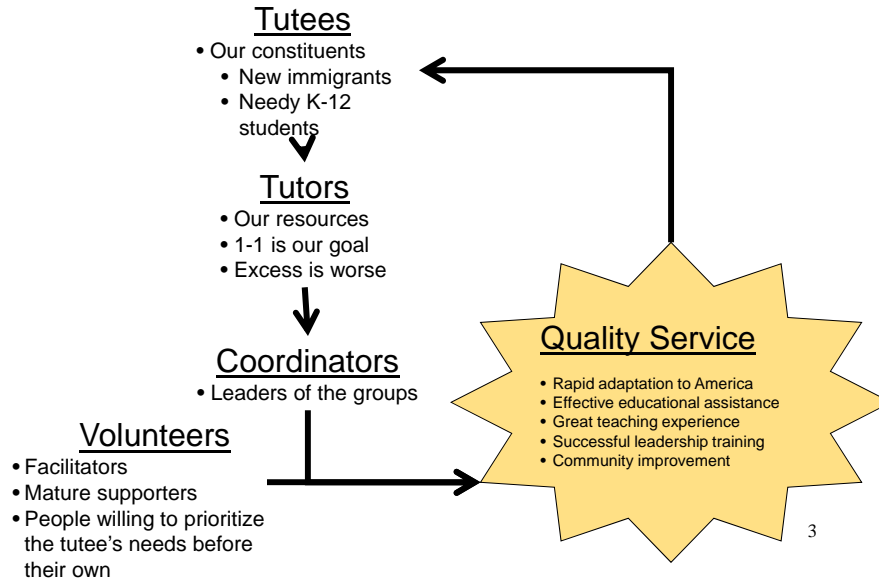 Tutees
• Our constituents
• New immigrants
• Needy K-12
students
Tutors
• Our resources
• 1-1 is our goal
• Excess is worse
Coordinators
• Leaders of the groups
Volunteers
• Facilitators
• Mature supporters
• People willing to prioritize
the tutee's needs before
their own
Quality Service
• Rapid adaptation to America
• Effective educational assistance
• Great teaching experience
• Successful leadership training
• Community improvement
3